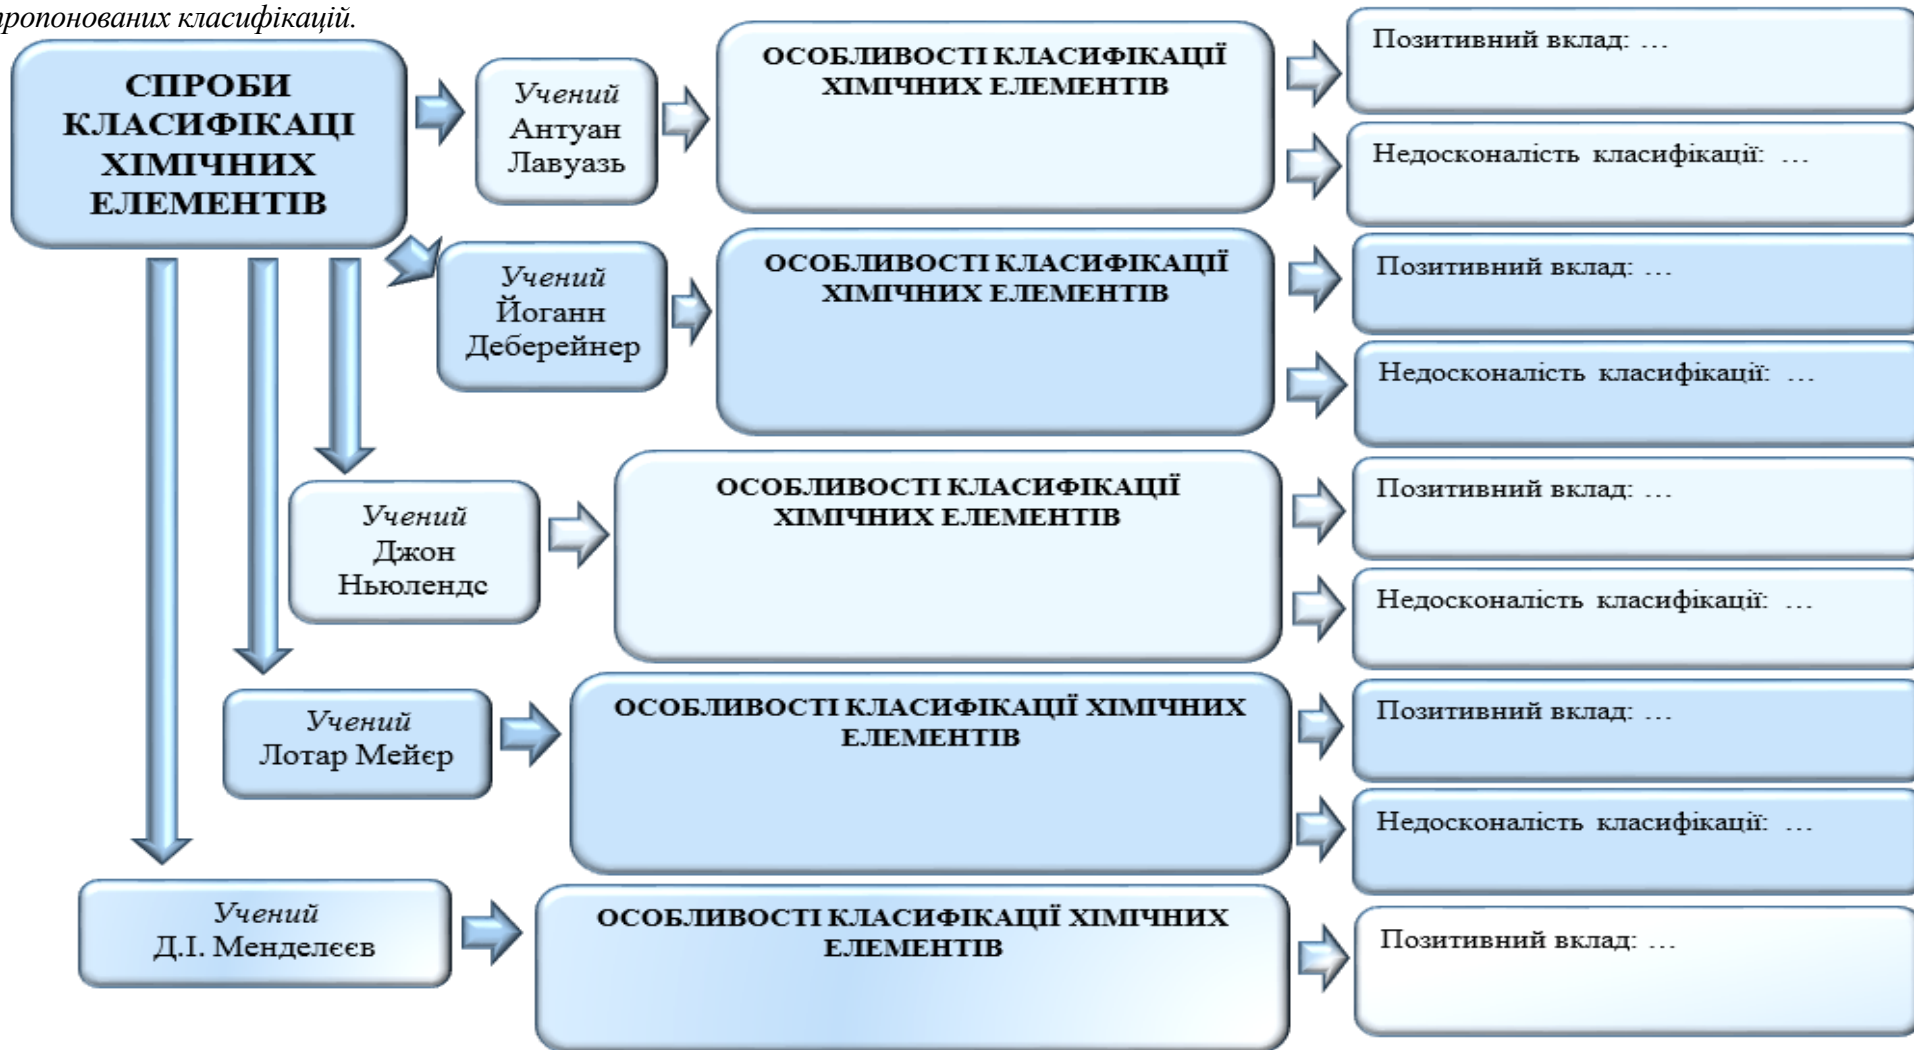 пропонованих класифікацій.
СПРОБИ
КЛАСИФІКАЦІ
ХІМІЧНИХ
ЕЛЕМЕНТІВ
Учений
Антуан
Лавуазь
ОСОБЛИВОСТІ КЛАСИФІКАЦІЇ
ХІМІЧНИХ ЕЛЕМЕНТІВ
Позитивний вклад: …
Недосконалість класифікації: …
Учений
Йоганн
Деберейнер
ОСОБЛИВОСТІ КЛАСИФІКАЦІЇ
ХІМІЧНИХ ЕЛЕМЕНТІВ
Позитивний вклад: …
Недосконалість класифікації: …
Учений
Джон
Ньюлендс
ОСОБЛИВОСТІ КЛАСИФІКАЦІЇ
ХІМІЧНИХ ЕЛЕМЕНТІВ
Позитивний вклад: …
Недосконалість класифікації: …
Учений
Лотар Мейєр
ОСОБЛИВОСТІ КЛАСИФІКАЦІЇ ХІМІЧНИХ
ЕЛЕМЕНТІВ
Позитивний вклад: …
Недосконалість класифікації: …
Учений
Д.І. Менделєєв
ОСОБЛИВОСТІ КЛАСИФІКАЦІЇ ХІМІЧНИХ
ЕЛЕМЕНТІВ
Позитивний вклад: …